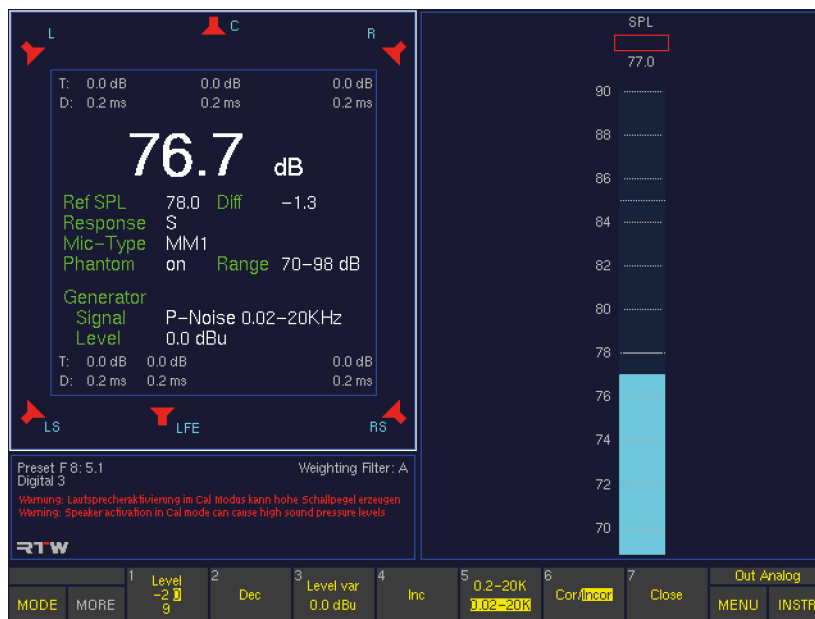 L C R
T: 0.0 dB 0.0 dB 0.0 dB
D: 0.2 ms 0.2 ms 0.2 ms
76.7 dB
Ref SPL 78.0 Diff -1.3
Response S
Mic-Type MM1
Phantom on Range 70-98 dB
Generator
Signal P-Noise 0.02-20KHz
Level 0.0 dBu
T: 0.0 dB 0.0 dB 0.0 dB
D: 0.2 ms 0.2 ms 0.2 ms
LS LFE RS
Preset F 8: 5.1 Weighting Filter: A
Digital 3
Warnung: Lautsprecheraktivierung im Cal Modus kann hohe Schallpegel erzeugen
Warning: Speaker activation in Cal mode can cause high sound pressure levels
RTW
SPL
77.0
90
88
86
84
82
80
78
76
74
72
70
MODE MORE
1 Level
-20
9
2 Dec
3 Level var
0.0 dBu
4 Inc
5 0.2-20K
0.02-20K
6 Cor/Incor
7 Close
Out Analog
MENU INSTR